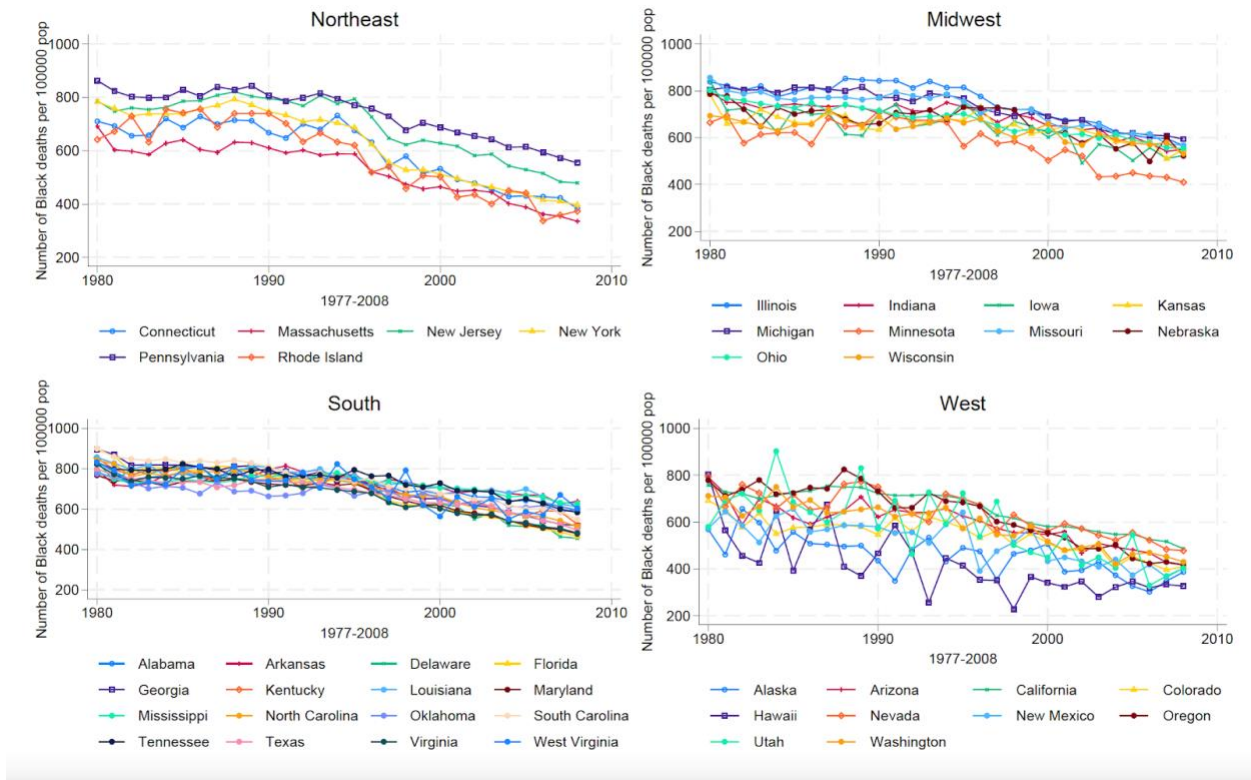 Northeast
Number of Black deaths per 100000 pop
1000
800
600
400
200
1980
1990
2000
2010
1977-2008
Connecticut Massachusetts New Jersey New York
Pennsylvania Rhode Island
Midwest
Number of Black deaths per 100000 pop
1000
800
600
400
200
1980
1990
2000
2010
1977-2008
Illinois Indiana Iowa Kansas
Michigan Minnesota Missouri Nebraska
Ohio Wisconsin
South
Number of Black deaths per 100000 pop
1000
800
600
400
200
1980
1990
2000
2010
1977-2008
Alabama Arkansas Delaware Florida
Georgia Kentucky Louisiana Maryland
Mississippi North Carolina Oklahoma South Carolina
Tennessee Texas Virginia West Virginia
West
Number of Black deaths per 100000 pop
1000
800
600
400
200
1980
1990
2000
2010
1977-2008
Alaska Arizona California Colorado
Hawaii Nevada New Mexico Oregon
Utah Washington